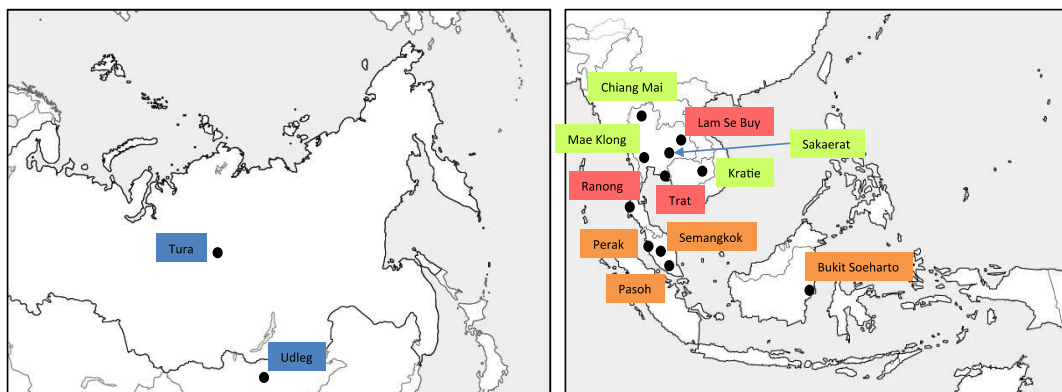 Tura
Udleg
Chiang Mai
Lam Se Buy
Mae Klong
Sakaerat
Kratie
Ranong
Trat
Perak
Semangkok
Bukit Soeharto
Pasoh